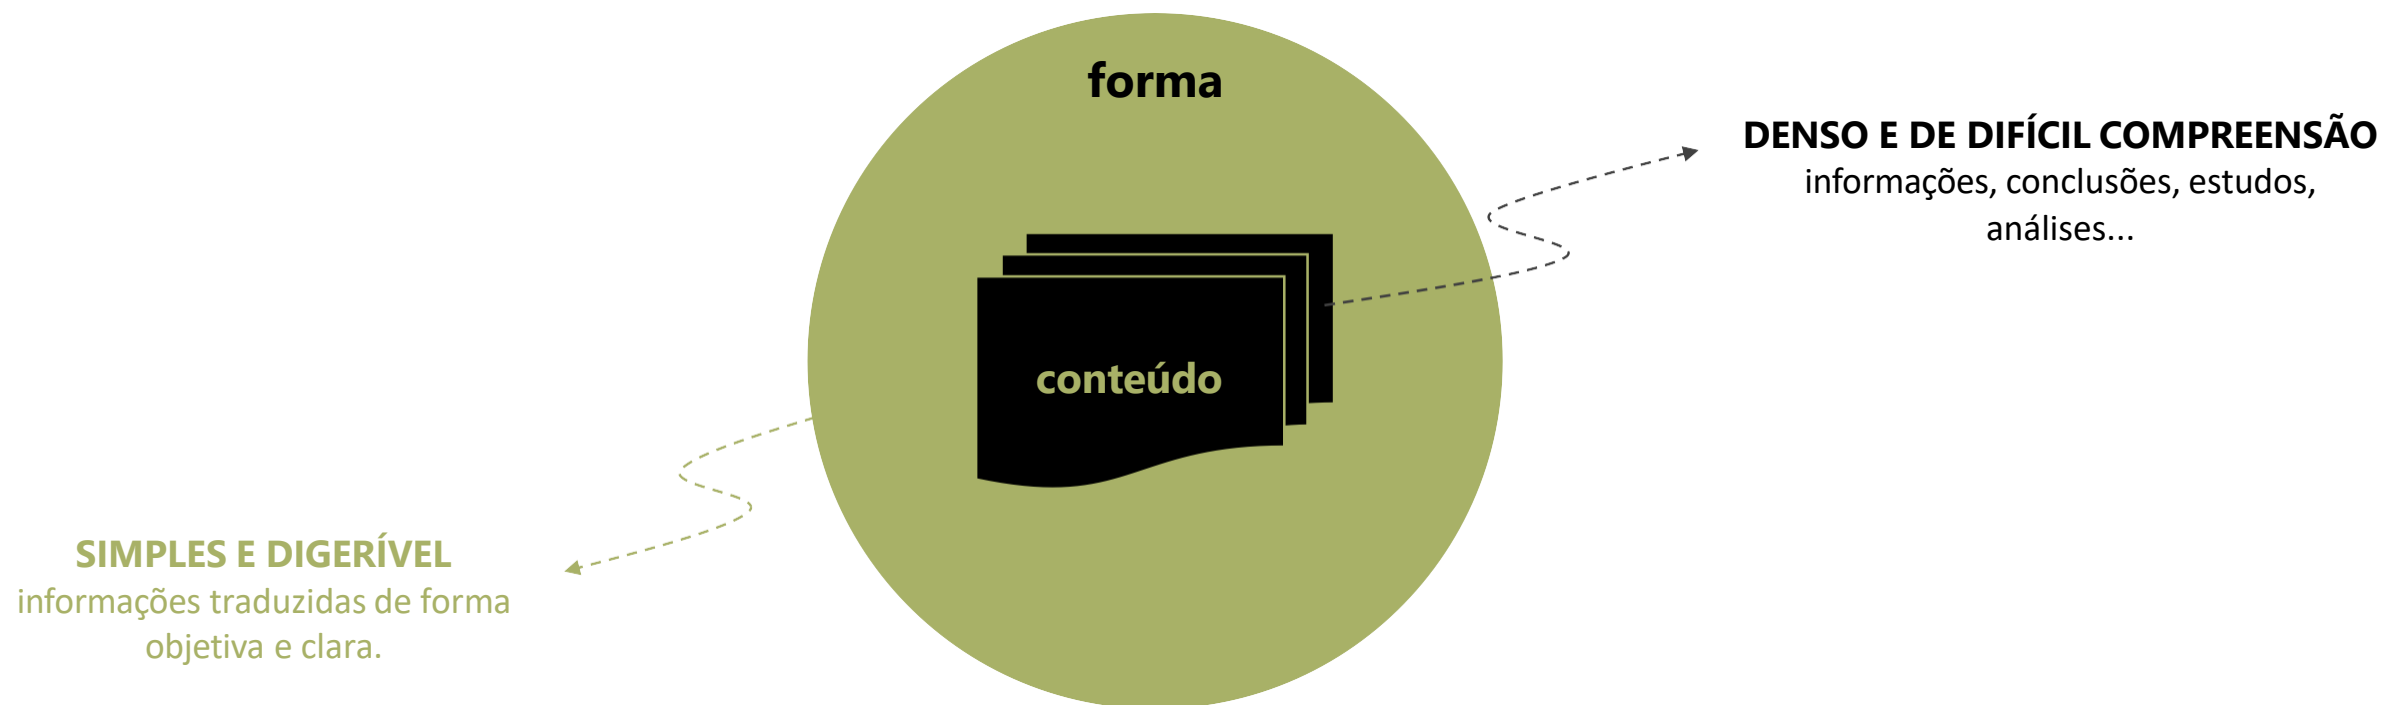 forma
DENSO E DE DIFÍCIL COMPREENSÃO
informações, conclusões, estudos,
análises...
conteúdo
SIMPLES E DIGERÍVEL
informações traduzidas de forma
objetiva e clara.